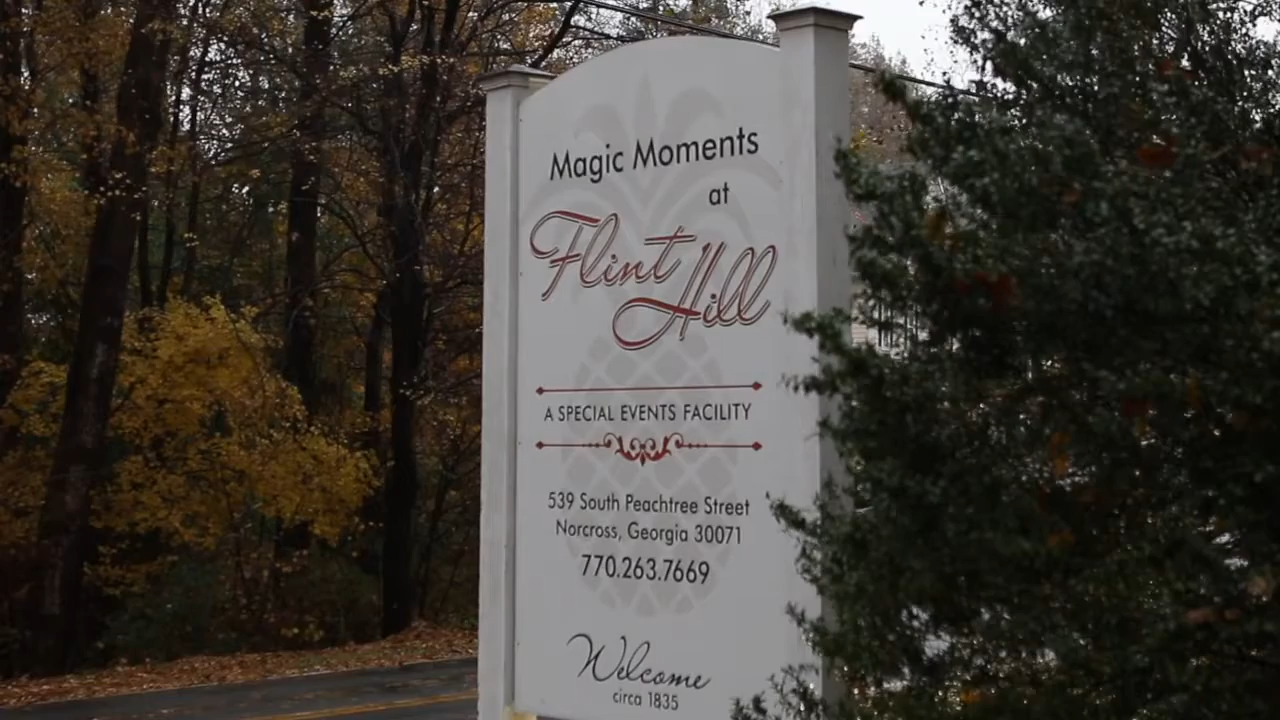 Magic Moments
at
Flint
Hill
A SPECIAL EVENTS FACILITY
539 South Peachtree Street
Norcross, Georgia 30071
770.263.7669
Welcome
circa 1835